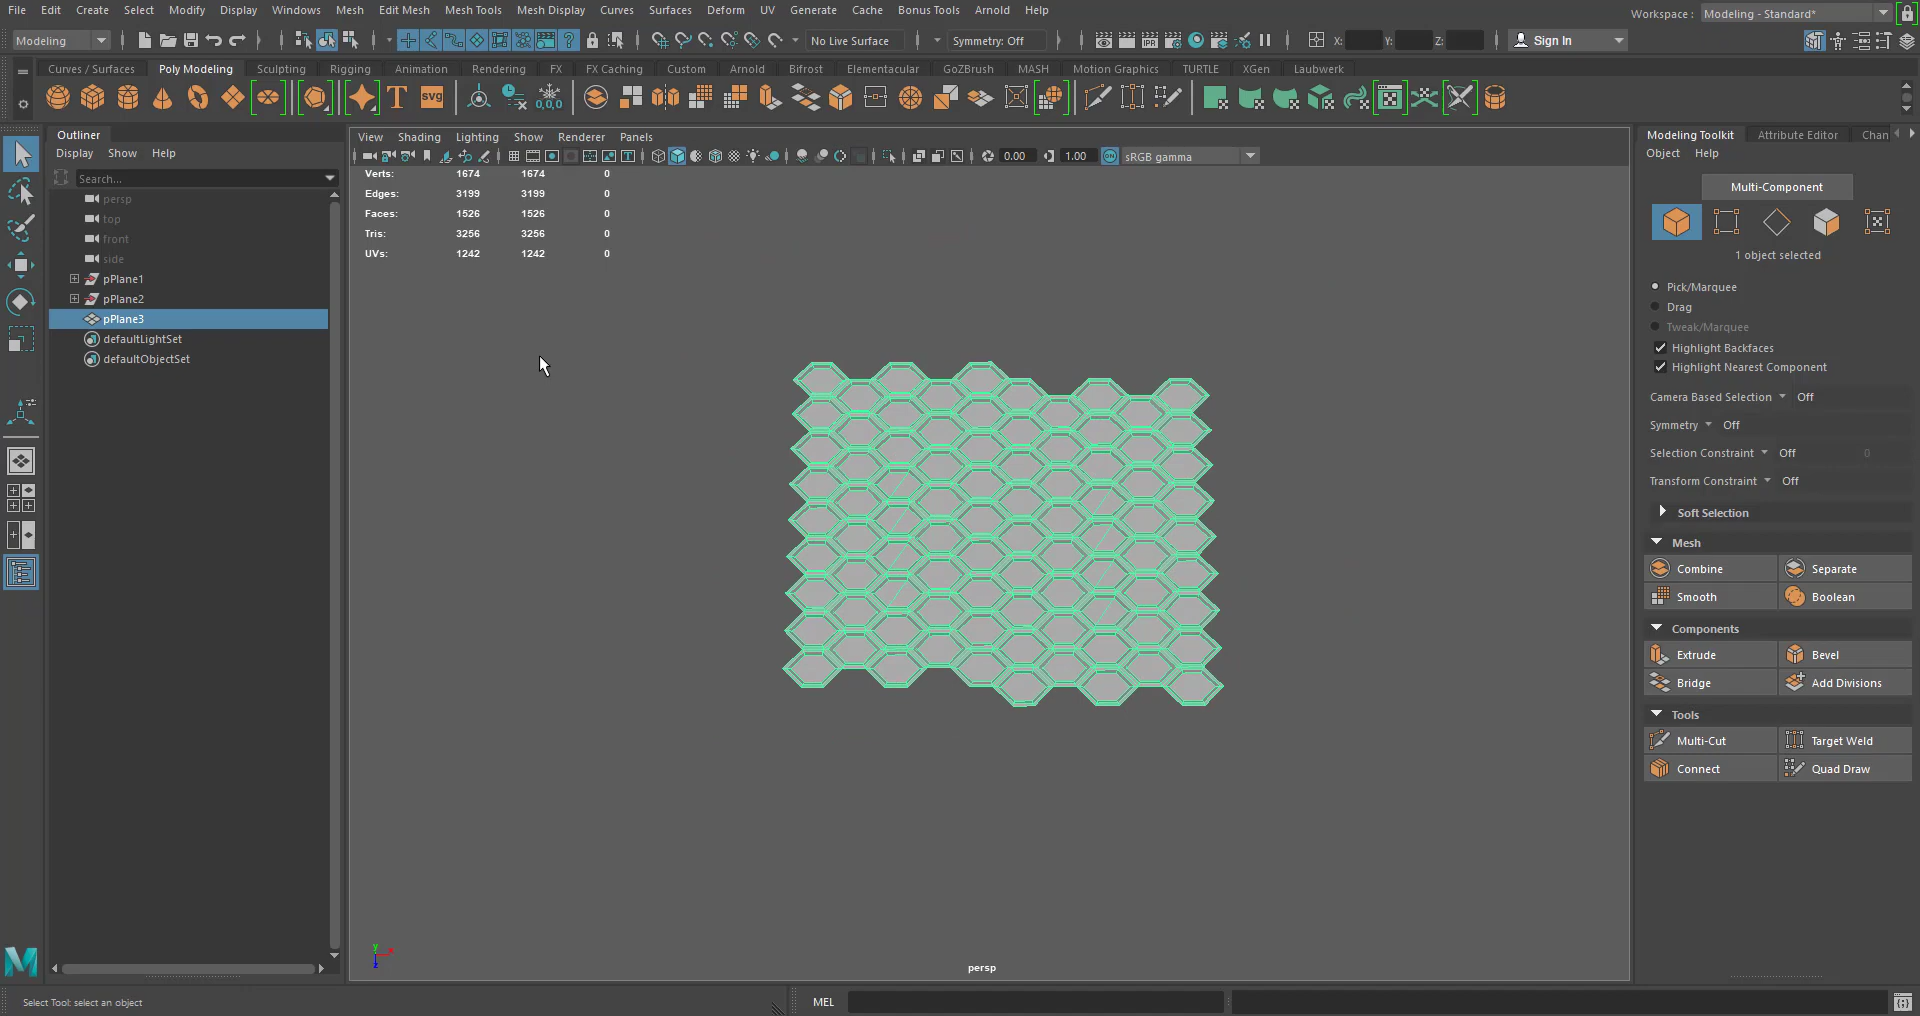 File Edit Create Select Modify Display Windows Mesh Edit Mesh Mesh Tools Mesh Display Curves Surfaces Deform UV Generate Cache Bonus Tools Arnold Help
Workspace : Modeling - Standard*
Modeling No Live Surface Symmetry: Off X: Y: Z: Sign In
Curves / Surfaces Poly Modeling Sculpting Rigging Animation Rendering FX FX Caching Custom Arnold Bifrost Elementacular GoZBrush MASH Motion Graphics TURTLE XGen Laubwerk
T svg 0,0,0
Outliner
Display Show Help
Search...
persp
top
front
side
pPlane1
pPlane2
pPlane3
defaultLightSet
defaultObjectSet
View Shading Lighting Show Renderer Panels
0.00 1.00 ON sRGB gamma
Verts: 1674 1674 0
Edges: 3199 3199 0
Faces: 1526 1526 0
Tris: 3256 3256 0
UVs: 1242 1242 0
y
x
z
persp
Modeling Toolkit Attribute Editor Chan
Object Help
Multi-Component
1 object selected
Pick/Marquee
Drag
Tweak/Marquee
Highlight Backfaces
Highlight Nearest Component
Camera Based Selection Off
Symmetry Off
Selection Constraint Off 0
Transform Constraint Off
Soft Selection
Mesh
Combine Separate
Smooth Boolean
Components
Extrude Bevel
Bridge Add Divisions
Tools
Multi-Cut Target Weld
Connect Quad Draw
Select Tool: select an object
MEL